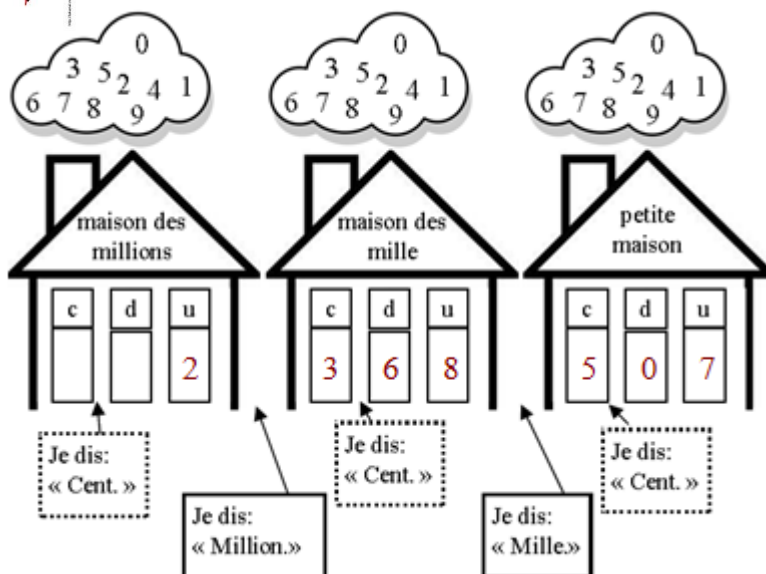 0
3 5 2 4 1
6 7 8 9
0
3 5 2 4 1
6 7 8 9
0
3 5 2 4 1
6 7 8 9
maison des
millions
maison des
mille
petite
maison
c d u
c d u
c d u
2
3 6 8
5 0 7
Je dis:
« Cent. »
Je dis:
« Million.»
Je dis:
« Cent. »
Je dis:
« Mille.»
Je dis:
« Cent. »